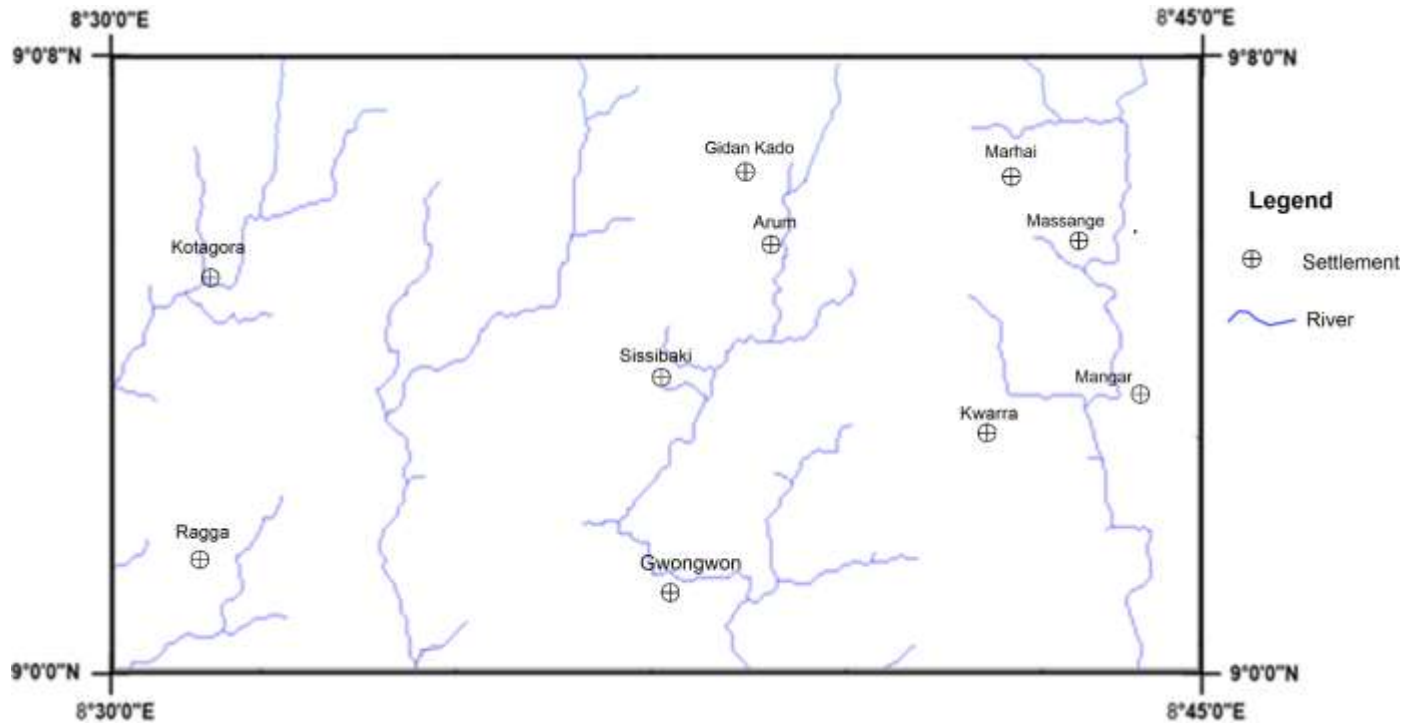 8°30'0"E
8°45'0"E
9°0'8"N
9°8'0"N
Gidan Kado
Marhai
Legend
Arum
Massange
Kotagora
Settlement
River
Sissibaki
Mangar
Kwarra
Ragga
Gwongwon
9°0'0"N
9°0'0"N
8°30'0"E
8°45'0"E